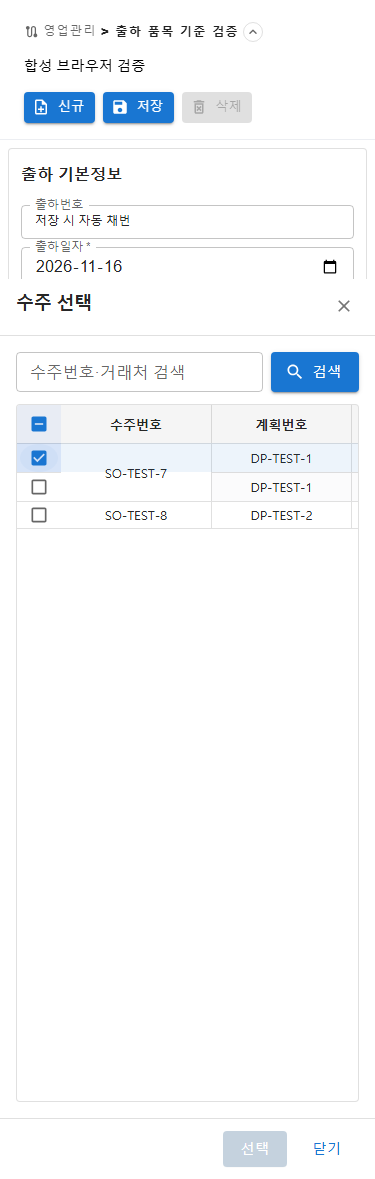 영업관리 > 출하 품목 기준 검증
합성 브라우저 검증
신규 저장 삭제
출하 기본정보
출하번호
저장 시 자동 채번
출하일자 *
2026-11-16
수주 선택
수주번호·거래처 검색 검색
수주번호 계획번호
DP-TEST-1
SO-TEST-7
DP-TEST-1
SO-TEST-8 DP-TEST-2
선택 닫기